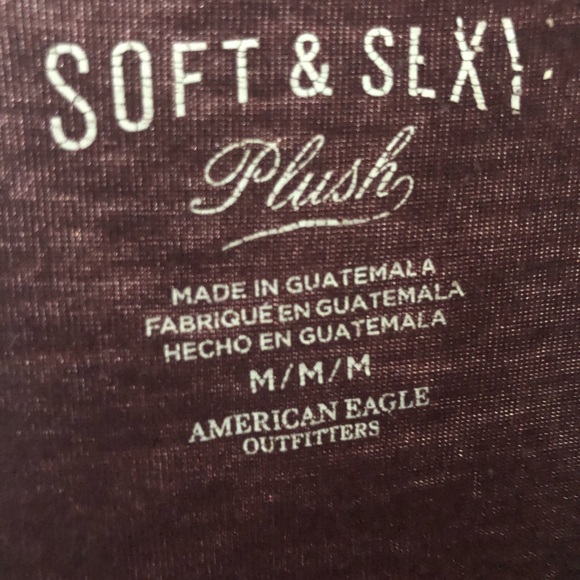 SOFT & SEXY
Plush
MADE IN GUATEMALA
FABRIQUÉ EN GUATEMALA
HECHO EN GUATEMALA
M/M/M
AMERICAN EAGLE
OUTFITTERS